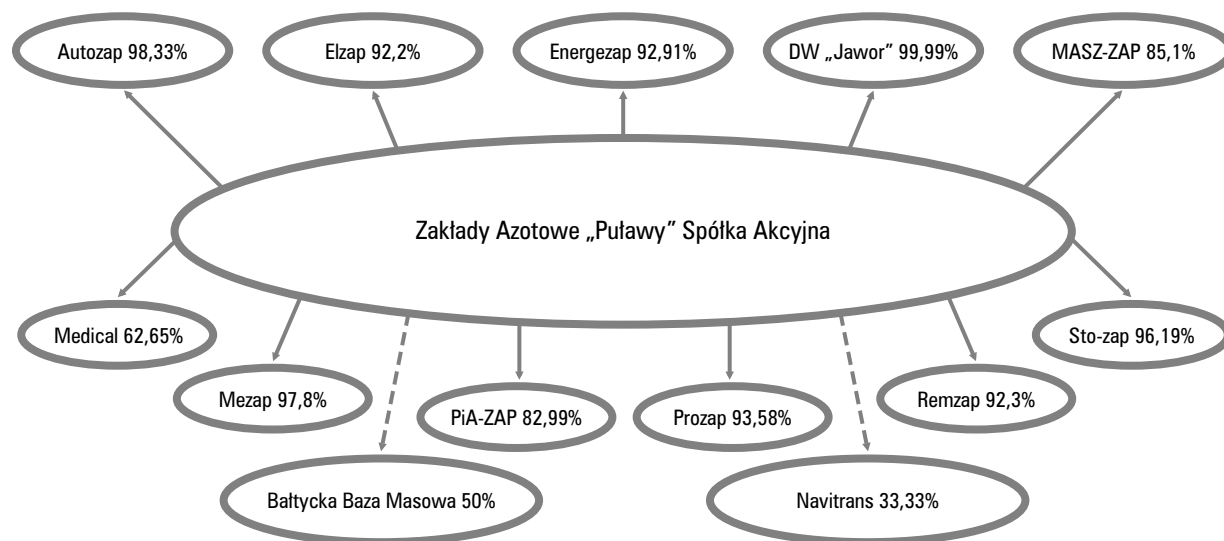 Autozap 98,33%
Elzap 92,2%
Energezap 92,91%
DW „Jawor” 99,99%
MASZ-ZAP 85,1%
Zakłady Azotowe „Puławy” Spółka Akcyjna
Medical 62,65%
Sto-zap 96,19%
Mezap 97,8%
PiA-ZAP 82,99%
Prozap 93,58%
Remzap 92,3%
Bałtycka Baza Masowa 50%
Navitrans 33,33%